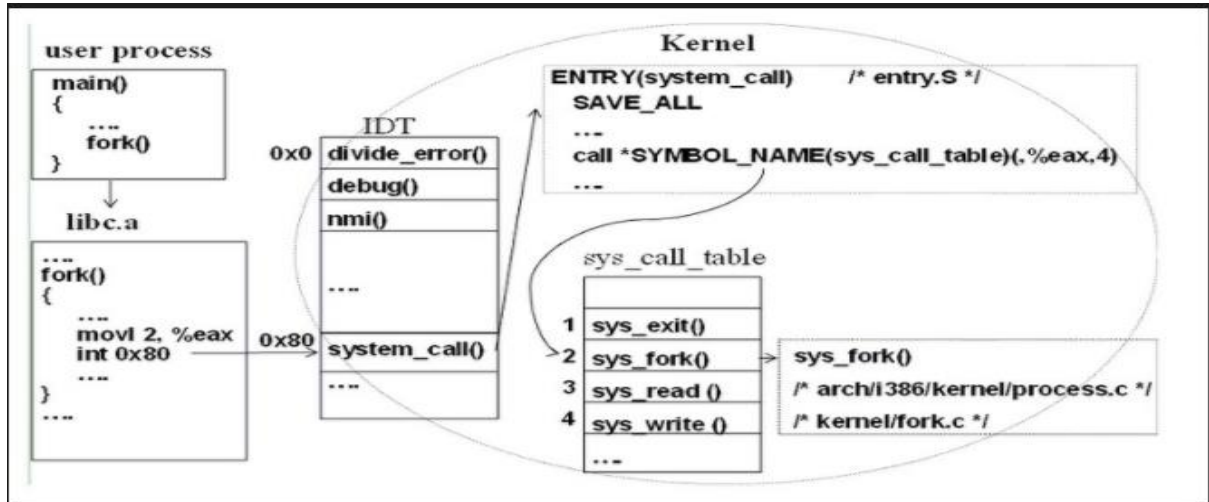 user process
main()
{
....
fork()
}
libc.a
....
fork()
{
....
movl 2, %eax
int 0x80
....
}
....
IDT
0x0 divide_error()
debug()
nmi()
....
0x80 system_call()
....
Kernel
ENTRY(system_call) /* entry.S */
SAVE_ALL
....
call *SYMBOL_NAME(sys_call_table)(,%eax,4)
....
sys_call_table
1 sys_exit()
2 sys_fork()
3 sys_read ()
4 sys_write ()
....
sys_fork()
/* arch/i386/kernel/process.c */
/* kernel/fork.c */